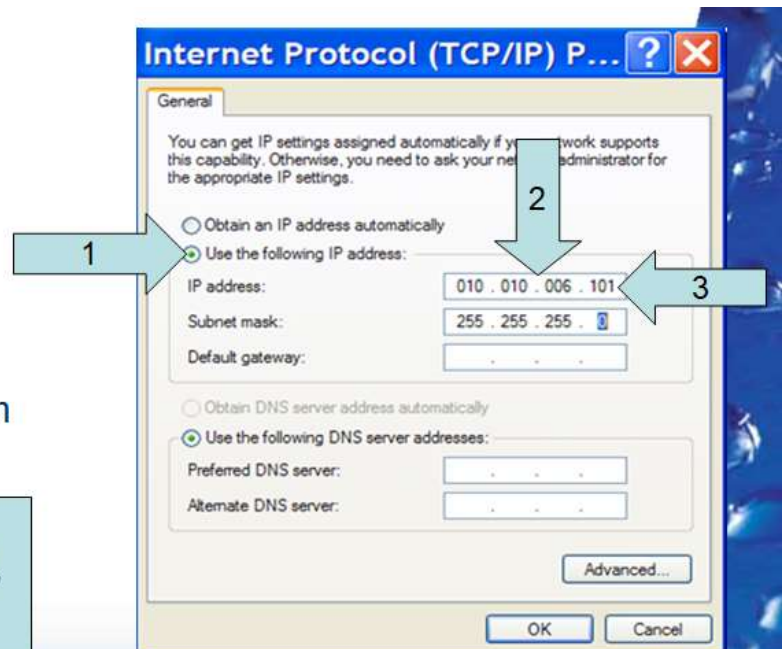 Internet Protocol (TCP/IP) P...
General
You can get IP settings assigned automatically if your network supports
this capability. Otherwise, you need to ask your network administrator for
the appropriate IP settings.
2
Obtain an IP address automatically
1
Use the following IP address:
IP address: 010 . 010 . 006 . 101
3
Subnet mask: 255 . 255 . 255 . 0
Default gateway: . . .
Obtain DNS server address automatically
Use the following DNS server addresses:
Preferred DNS server: . . .
Alternate DNS server: . . .
Advanced...
OK Cancel